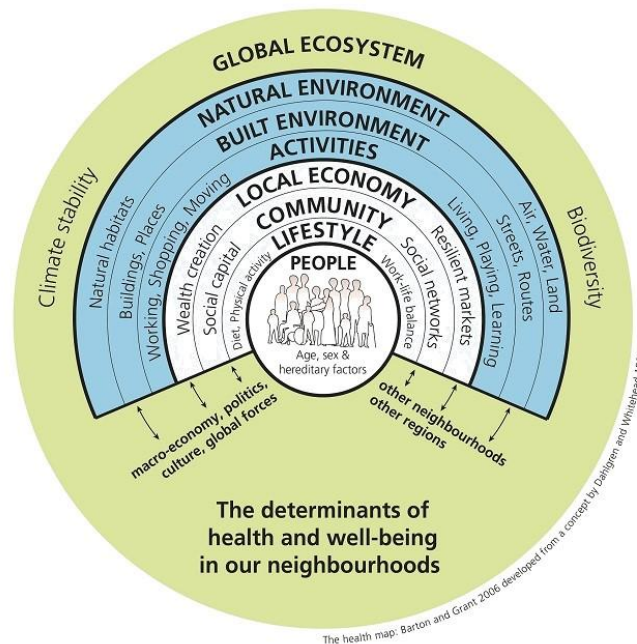 GLOBAL ECOSYSTEM
NATURAL ENVIRONMENT
BUILT ENVIRONMENT
ACTIVITIES
LOCAL ECONOMY
COMMUNITY
LIFESTYLE
PEOPLE
Age, sex &
hereditary factors
Climate stability
Natural habitats
Buildings, Places
Working, Shopping, Moving
Wealth creation
Social capital
Diet, Physical activity
Work-life balance
Social networks
Resilient markets
Living, Playing, Learning
Streets, Routes
Air, Water, Land
Biodiversity
macro-economy, politics,
culture, global forces
other neighbourhoods
other regions
The determinants of
health and well-being
in our neighbourhoods
The health map: Barton and Grant 2006 developed from a concept by Dahlgren and Whitehead